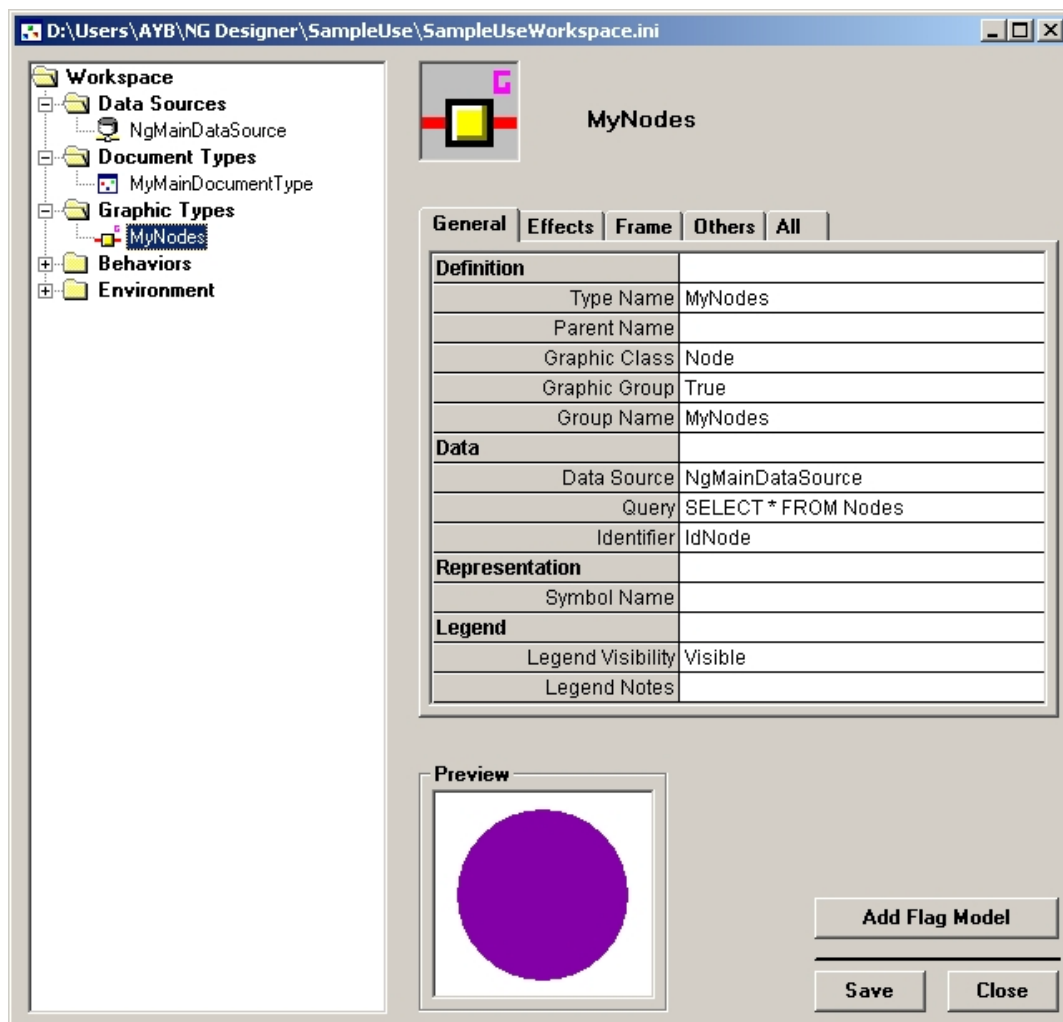 D:\Users\AYB\NG Designer\SampleUse\SampleUseWorkspace.ini
Workspace
Data Sources
NgMainDataSource
Document Types
MyMainDocumentType
Graphic Types
MyNodes
Behaviors
Environment
G
MyNodes
General Effects Frame Others All
Definition
Type Name MyNodes
Parent Name
Graphic Class Node
Graphic Group True
Group Name MyNodes
Data
Data Source NgMainDataSource
Query SELECT * FROM Nodes
Identifier IdNode
Representation
Symbol Name
Legend
Legend Visibility Visible
Legend Notes
Preview
Add Flag Model
Save Close